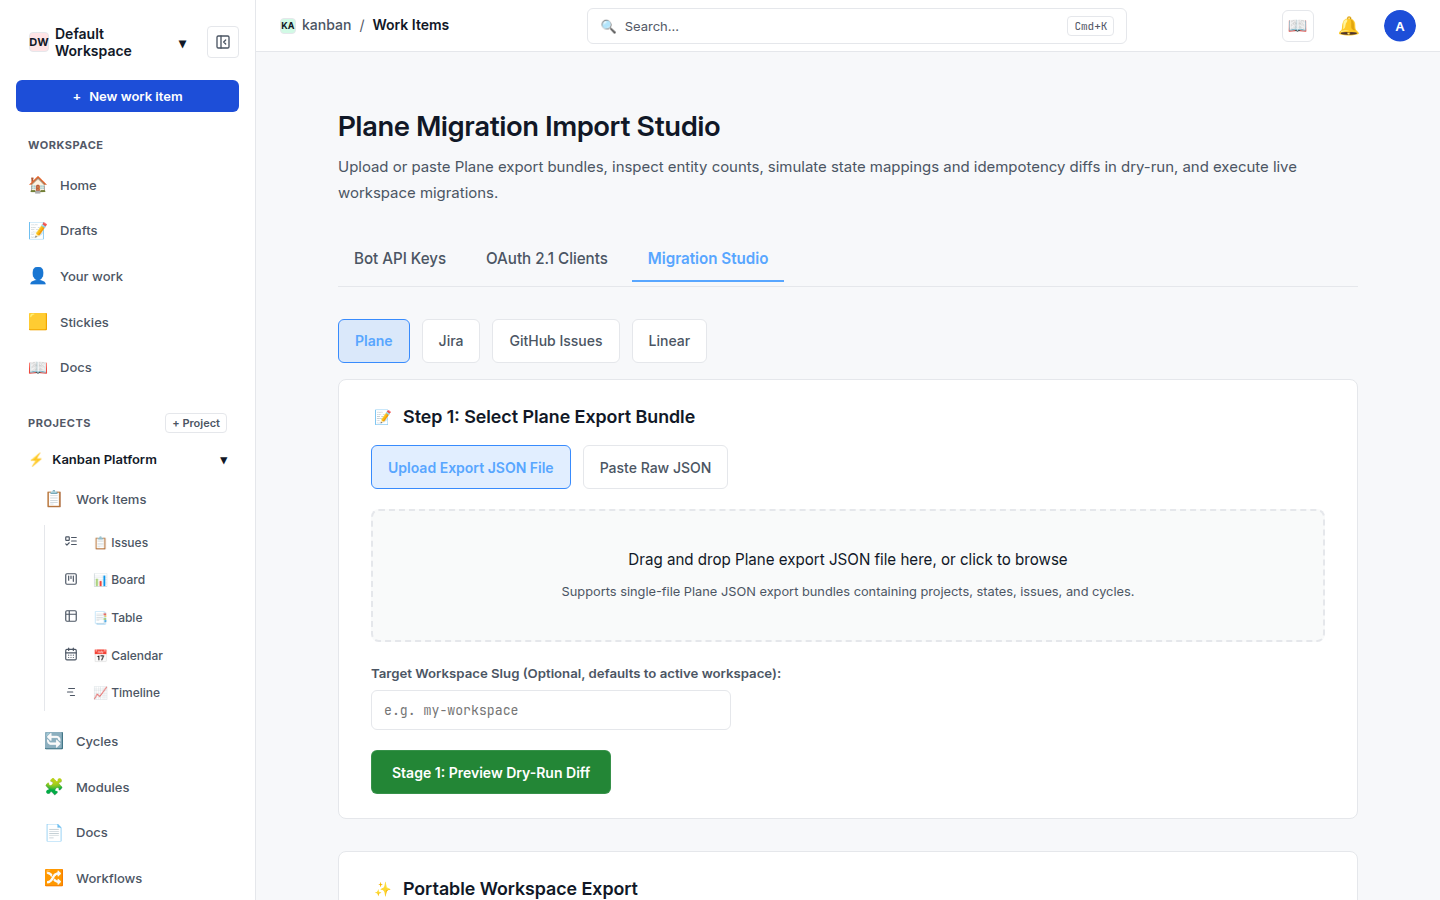 DW Default Workspace ▾
+ New work item
WORKSPACE
Home
Drafts
Your work
Stickies
Docs
PROJECTS + Project
Kanban Platform ▾
Work Items
Issues
Board
Table
Calendar
Timeline
Cycles
Modules
Docs
Workflows
KA kanban / Work Items
Search... Cmd+K
A
Plane Migration Import Studio
Upload or paste Plane export bundles, inspect entity counts, simulate state mappings and idempotency diffs in dry-run, and execute live
workspace migrations.
Bot API Keys OAuth 2.1 Clients Migration Studio
Plane Jira GitHub Issues Linear
Step 1: Select Plane Export Bundle
Upload Export JSON File Paste Raw JSON
Drag and drop Plane export JSON file here, or click to browse
Supports single-file Plane JSON export bundles containing projects, states, issues, and cycles.
Target Workspace Slug (Optional, defaults to active workspace):
e.g. my-workspace
Stage 1: Preview Dry-Run Diff
Portable Workspace Export